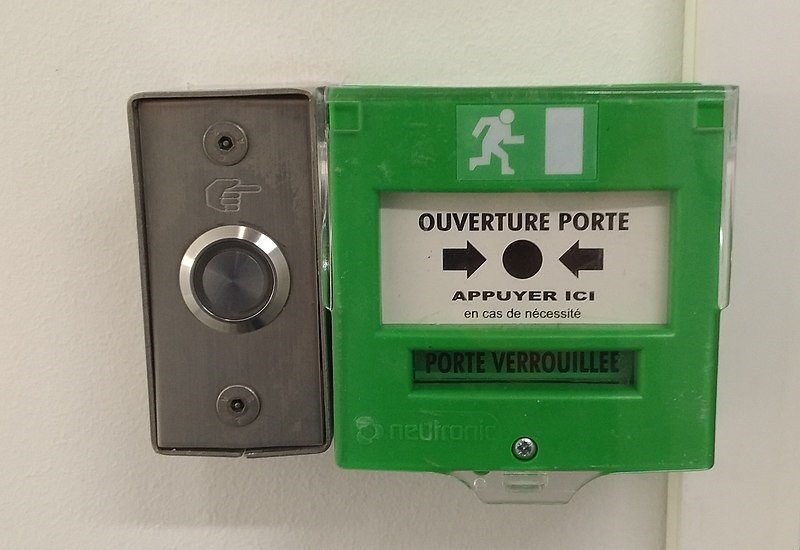 OUVERTURE PORTE
APPUYER ICI
en cas de nécessité
PORTE VERROUILLEE
neutronic